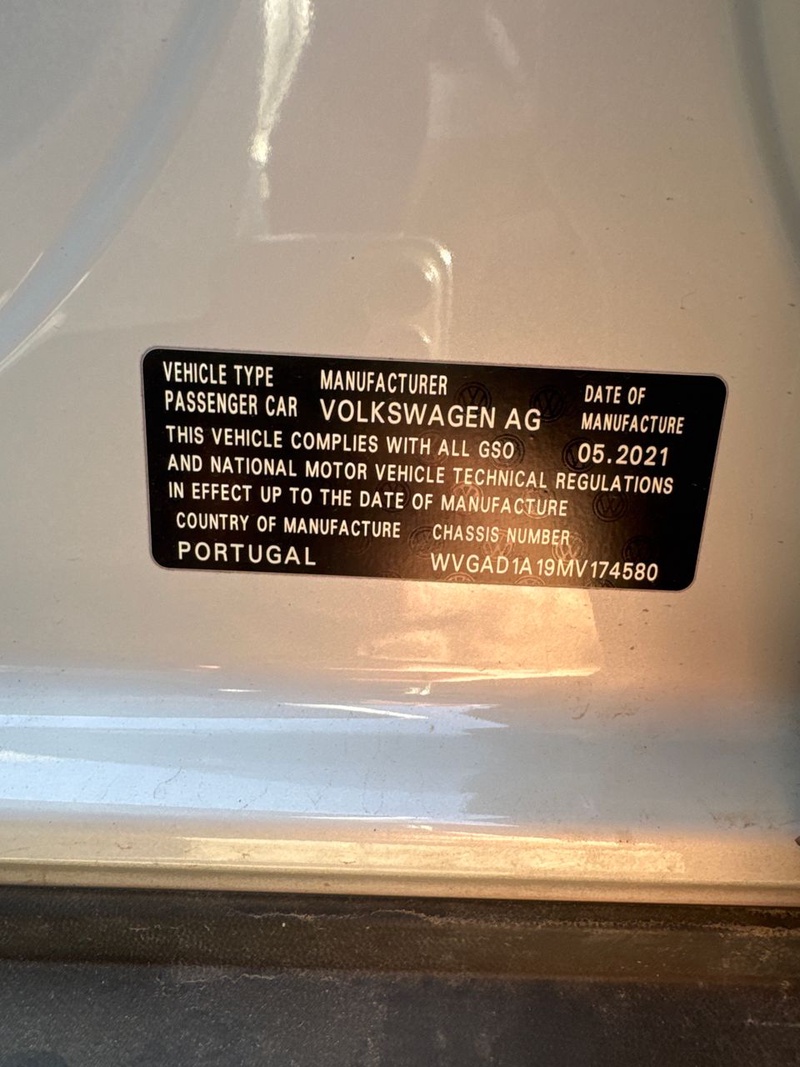 VEHICLE TYPE MANUFACTURER DATE OF
PASSENGER CAR VOLKSWAGEN AG MANUFACTURE
THIS VEHICLE COMPLIES WITH ALL GSO 05.2021
AND NATIONAL MOTOR VEHICLE TECHNICAL REGULATIONS
IN EFFECT UP TO THE DATE OF MANUFACTURE
COUNTRY OF MANUFACTURE CHASSIS NUMBER
PORTUGAL WVGAD1A19MV174580